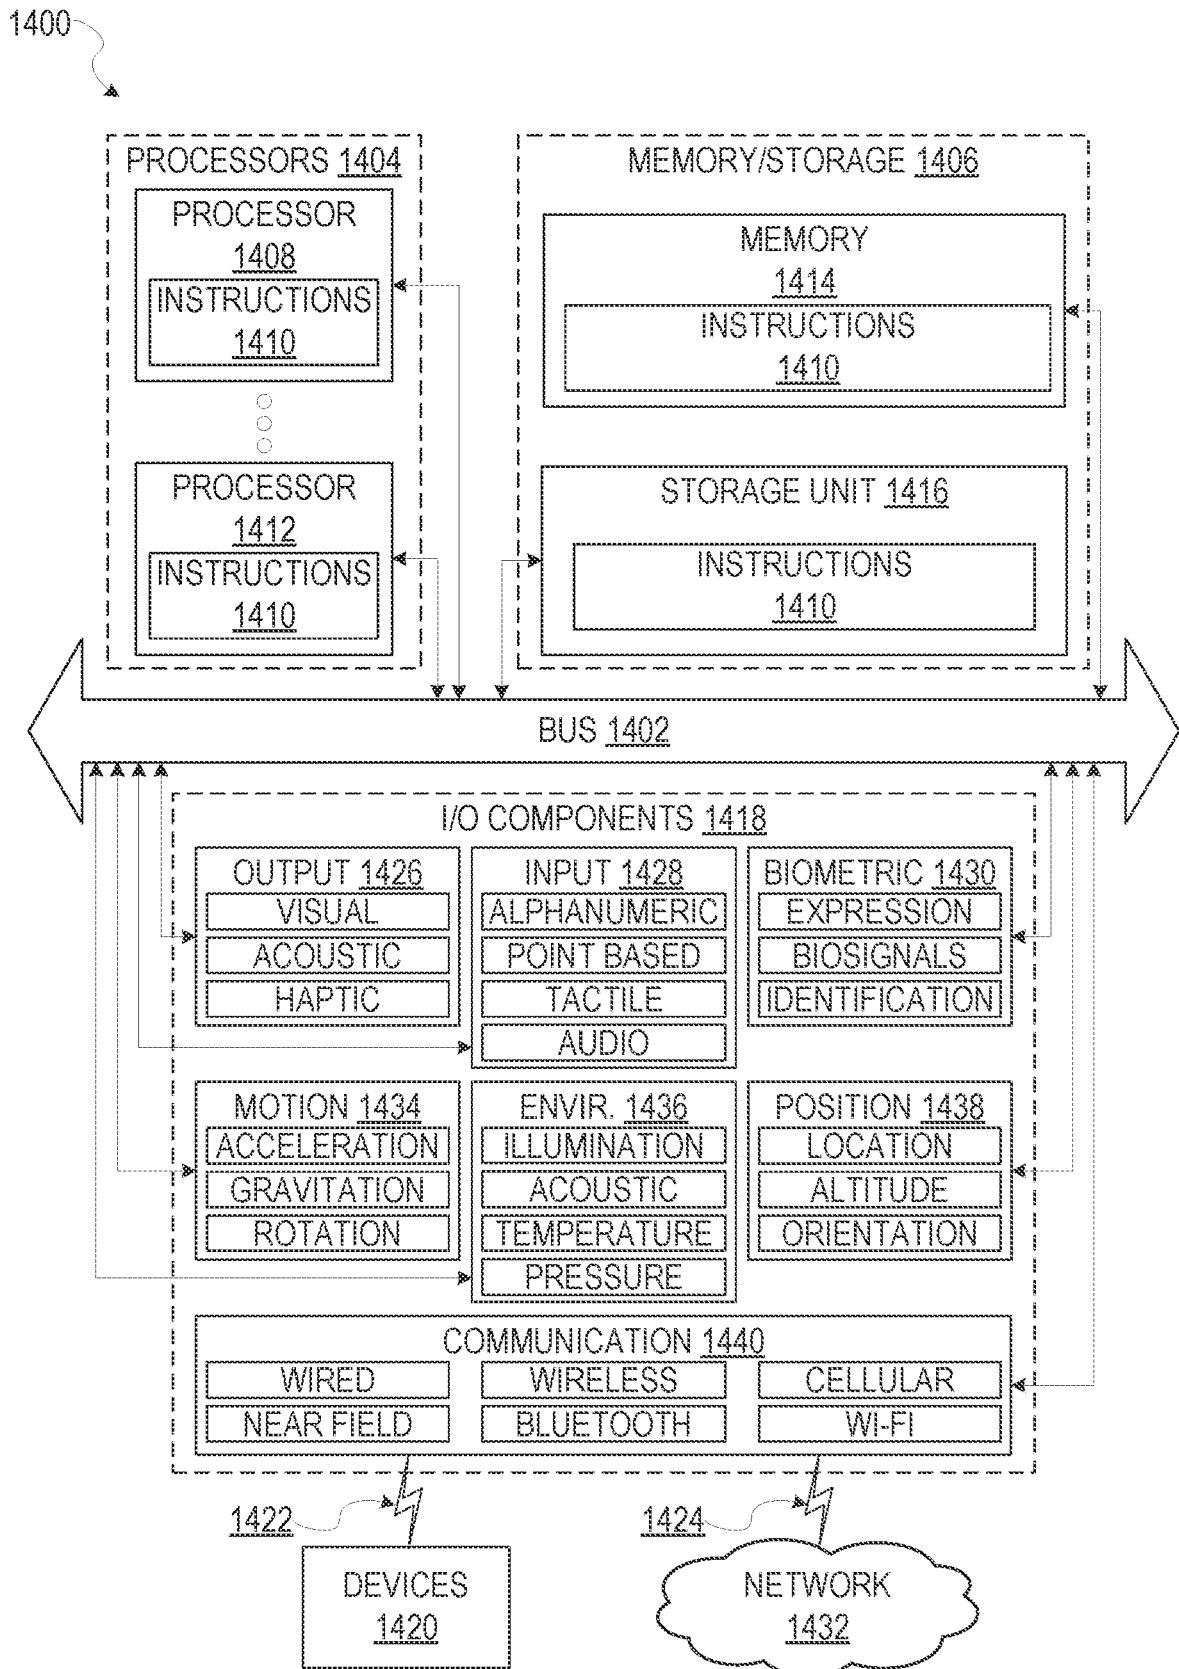 1400
PROCESSORS 1404
PROCESSOR
1408
INSTRUCTIONS
1410
PROCESSOR
1412
INSTRUCTIONS
1410
MEMORY/STORAGE 1406
MEMORY
1414
INSTRUCTIONS
1410
STORAGE UNIT 1416
INSTRUCTIONS
1410
BUS 1402
I/O COMPONENTS 1418
OUTPUT 1426
VISUAL
ACOUSTIC
HAPTIC
INPUT 1428
ALPHANUMERIC
POINT BASED
TACTILE
AUDIO
BIOMETRIC 1430
EXPRESSION
BIOSIGNALS
IDENTIFICATION
MOTION 1434
ACCELERATION
GRAVITATION
ROTATION
ENVIR. 1436
ILLUMINATION
ACOUSTIC
TEMPERATURE
PRESSURE
POSITION 1438
LOCATION
ALTITUDE
ORIENTATION
COMMUNICATION 1440
WIRED
WIRELESS
CELLULAR
NEAR FIELD
BLUETOOTH
WI-FI
1422
1424
DEVICES
1420
NETWORK
1432